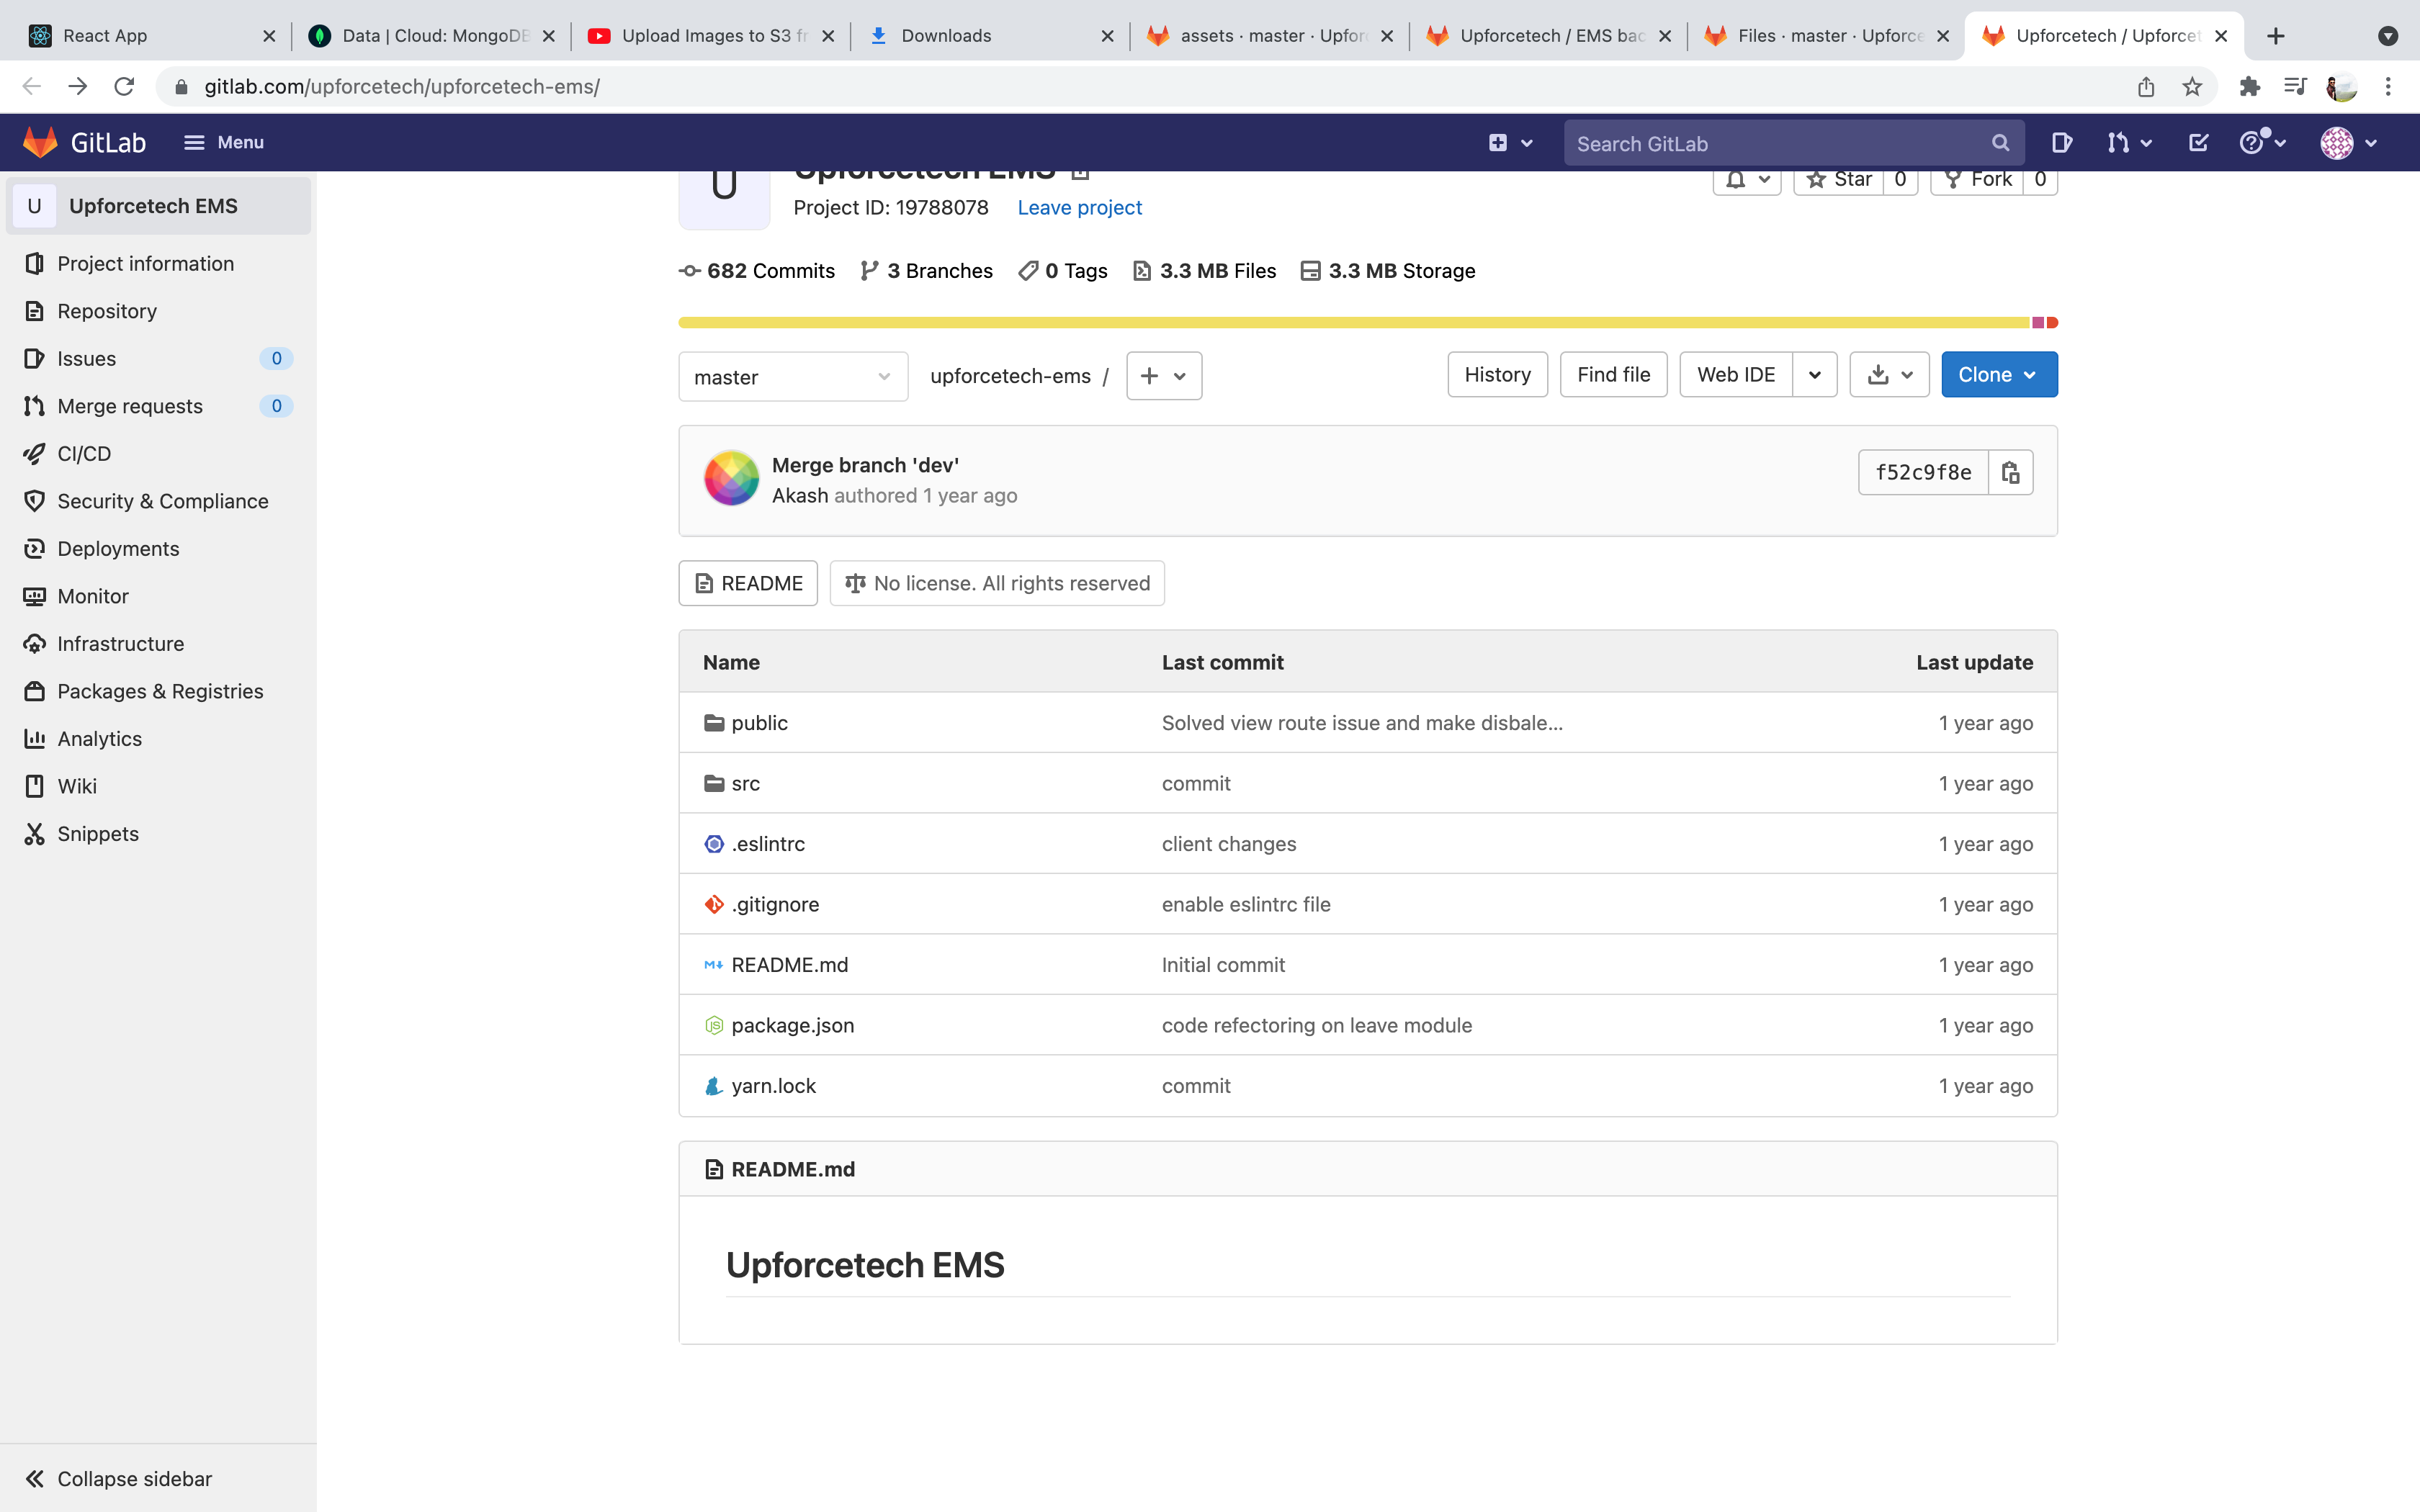 React App
Data | Cloud: MongoDB
Upload Images to S3 fr
Downloads
assets · master · Upforc
Upforcetech / EMS bac
Files · master · Upforce
Upforcetech / Upforcet
gitlab.com/upforcetech/upforcetech-ems/
GitLab
Menu
Search GitLab
U Upforcetech EMS
Project information
Repository
Issues 0
Merge requests 0
CI/CD
Security & Compliance
Deployments
Monitor
Infrastructure
Packages & Registries
Analytics
Wiki
Snippets
Collapse sidebar
U
Upforcetech EMS
Star 0 Fork 0
Project ID: 19788078 Leave project
682 Commits 3 Branches 0 Tags 3.3 MB Files 3.3 MB Storage
master upforcetech-ems / History Find file Web IDE Clone
Merge branch 'dev'
Akash authored 1 year ago
f52c9f8e
README No license. All rights reserved
Name Last commit Last update
public Solved view route issue and make disbale... 1 year ago
src commit 1 year ago
.eslintrc client changes 1 year ago
.gitignore enable eslintrc file 1 year ago
README.md Initial commit 1 year ago
package.json code refectoring on leave module 1 year ago
yarn.lock commit 1 year ago
README.md
Upforcetech EMS